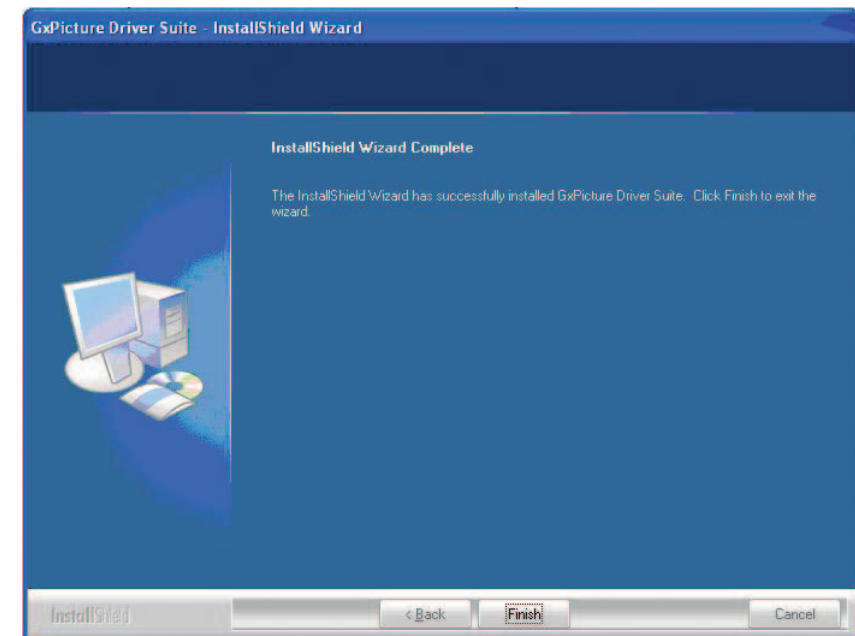 GxPicture Driver Suite - InstallShield Wizard
InstallShield Wizard Complete
The InstallShield Wizard has successfully installed GxPicture Driver Suite. Click Finish to exit the
wizard.
InstallShield
< Back
Finish
Cancel